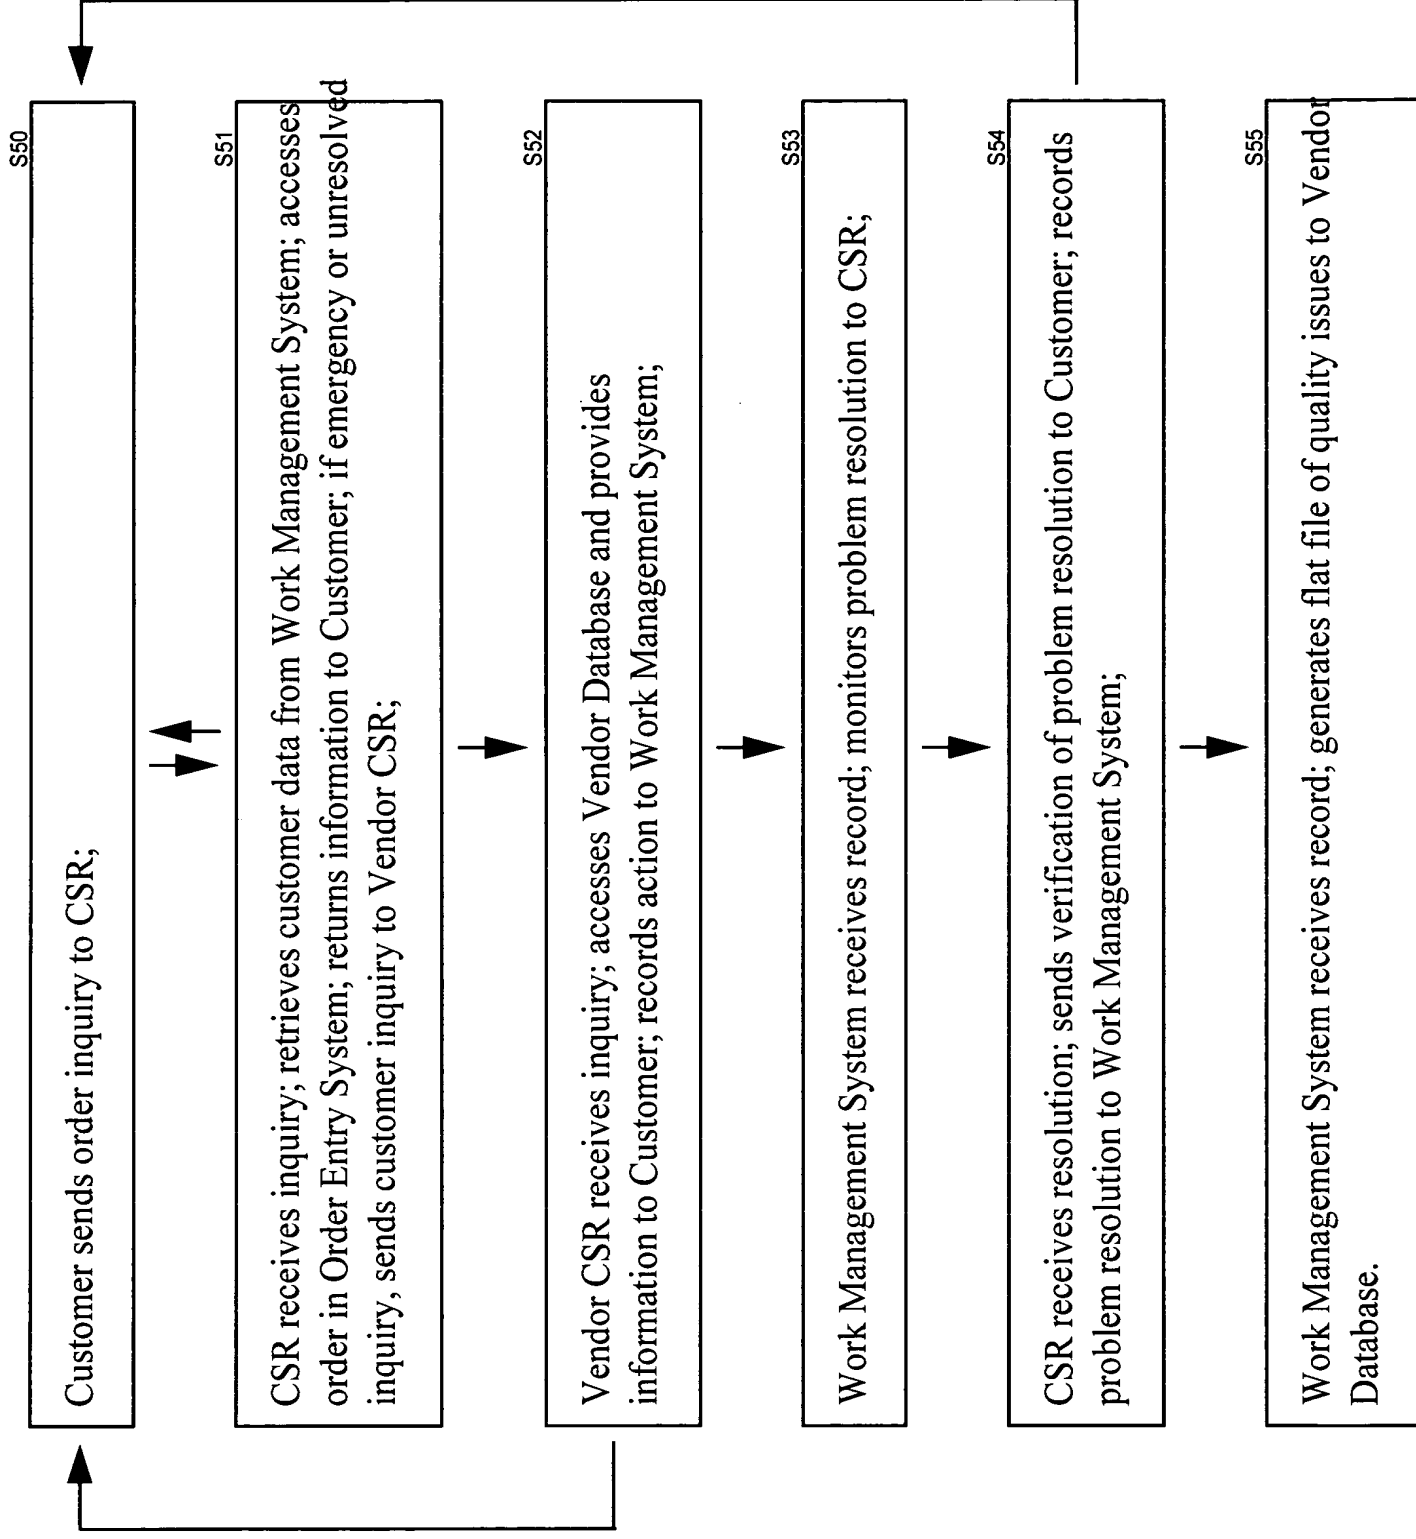 S50
Customer sends order inquiry to CSR;
S51
CSR receives inquiry; retrieves customer data from Work Management System; accesses
order in Order Entry System; returns information to Customer; if emergency or unresolved
inquiry, sends customer inquiry to Vendor CSR;
S52
Vendor CSR receives inquiry; accesses Vendor Database and provides
information to Customer; records action to Work Management System;
S53
Work Management System receives record; monitors problem resolution to CSR;
S54
CSR receives resolution; sends verification of problem resolution to Customer; records
problem resolution to Work Management System;
S55
Work Management System receives record; generates flat file of quality issues to Vendor
Database.